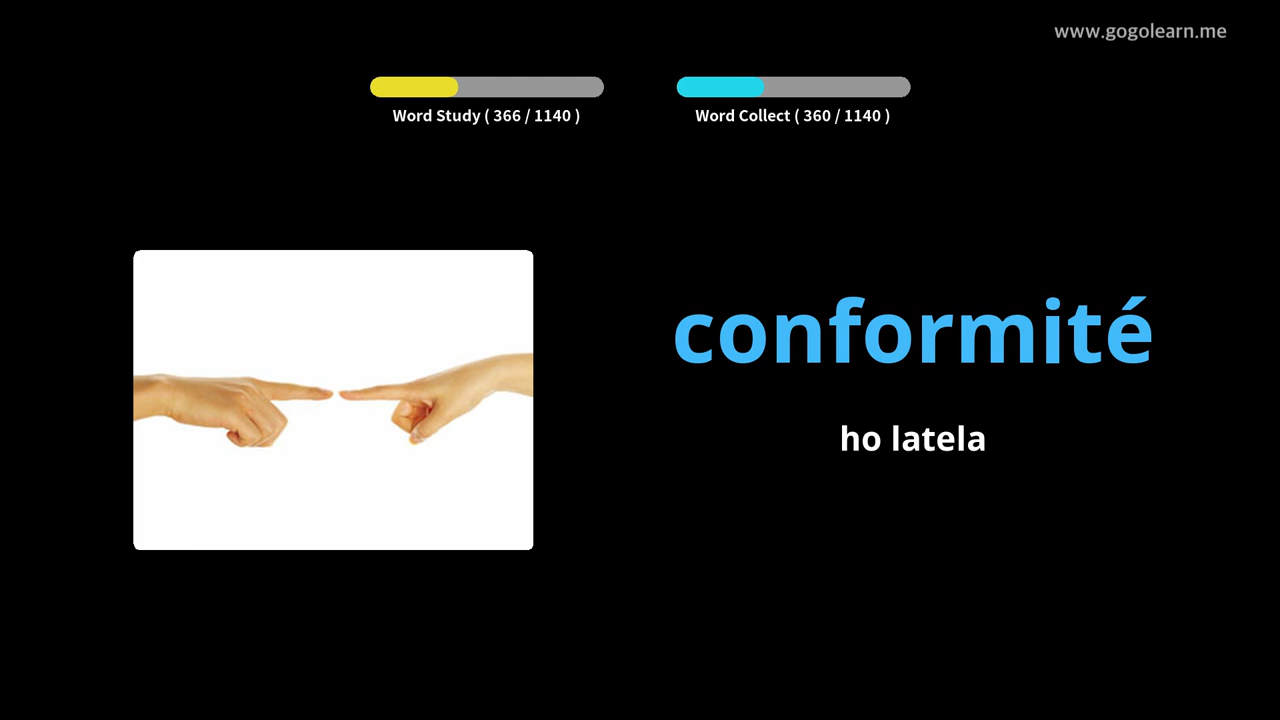 www.gogolearn.me
Word Study ( 366 / 1140 )
Word Collect ( 360 / 1140 )
conformité
ho latela